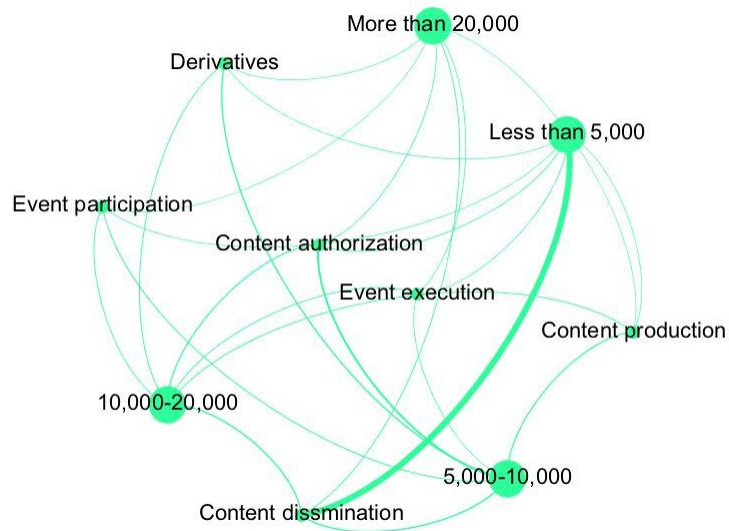 More than 20,000
Derivatives
Less than 5,000
Event participation
Content authorization
Event execution
Content production
10,000-20,000
5,000-10,000
Content dissmination